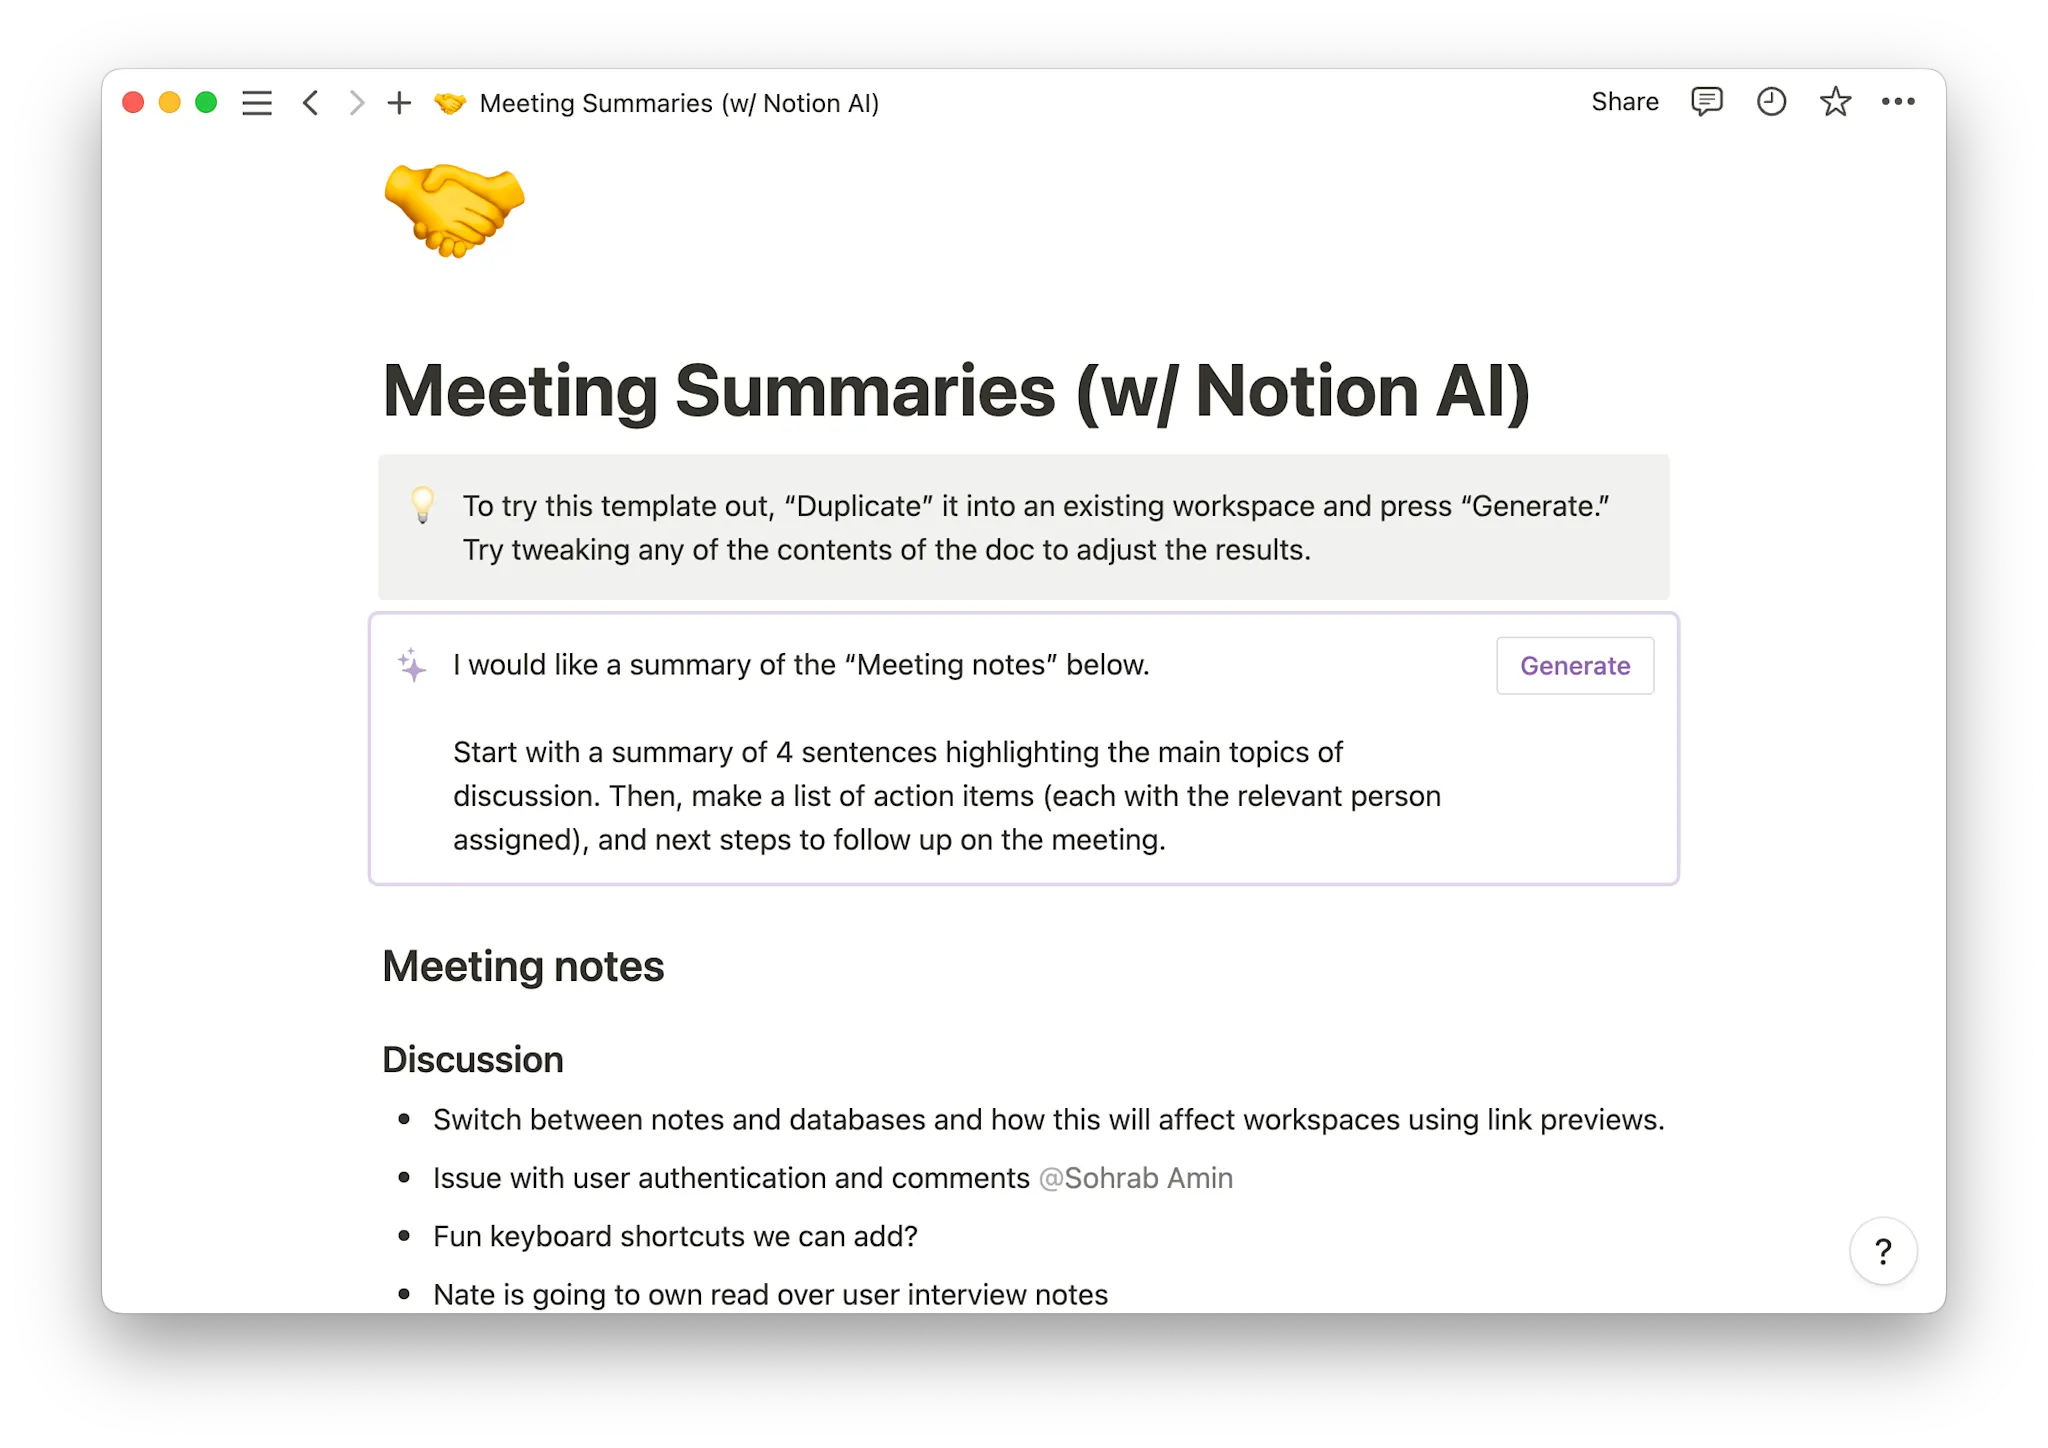 Meeting Summaries (w/ Notion AI)
Share
Meeting Summaries (w/ Notion AI)
To try this template out, “Duplicate” it into an existing workspace and press “Generate.”
Try tweaking any of the contents of the doc to adjust the results.
I would like a summary of the “Meeting notes” below.
Generate
Start with a summary of 4 sentences highlighting the main topics of
discussion. Then, make a list of action items (each with the relevant person
assigned), and next steps to follow up on the meeting.
Meeting notes
Discussion
• Switch between notes and databases and how this will affect workspaces using link previews.
• Issue with user authentication and comments @Sohrab Amin
• Fun keyboard shortcuts we can add?
• Nate is going to own read over user interview notes
?